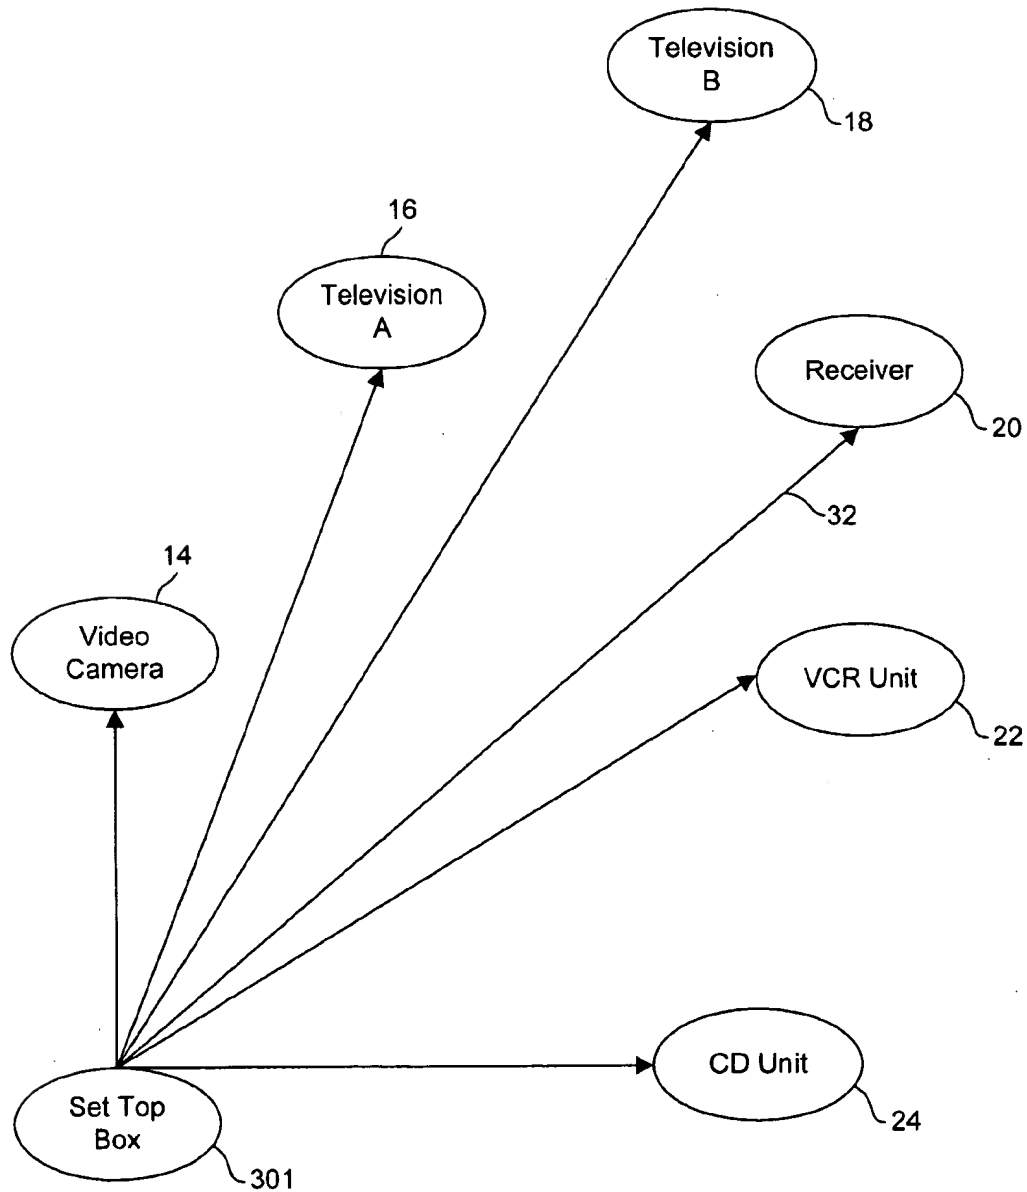 Television
B
18
16
Television
A
Receiver
20
32
14
Video
Camera
VCR Unit
22
CD Unit
24
Set Top
Box
301